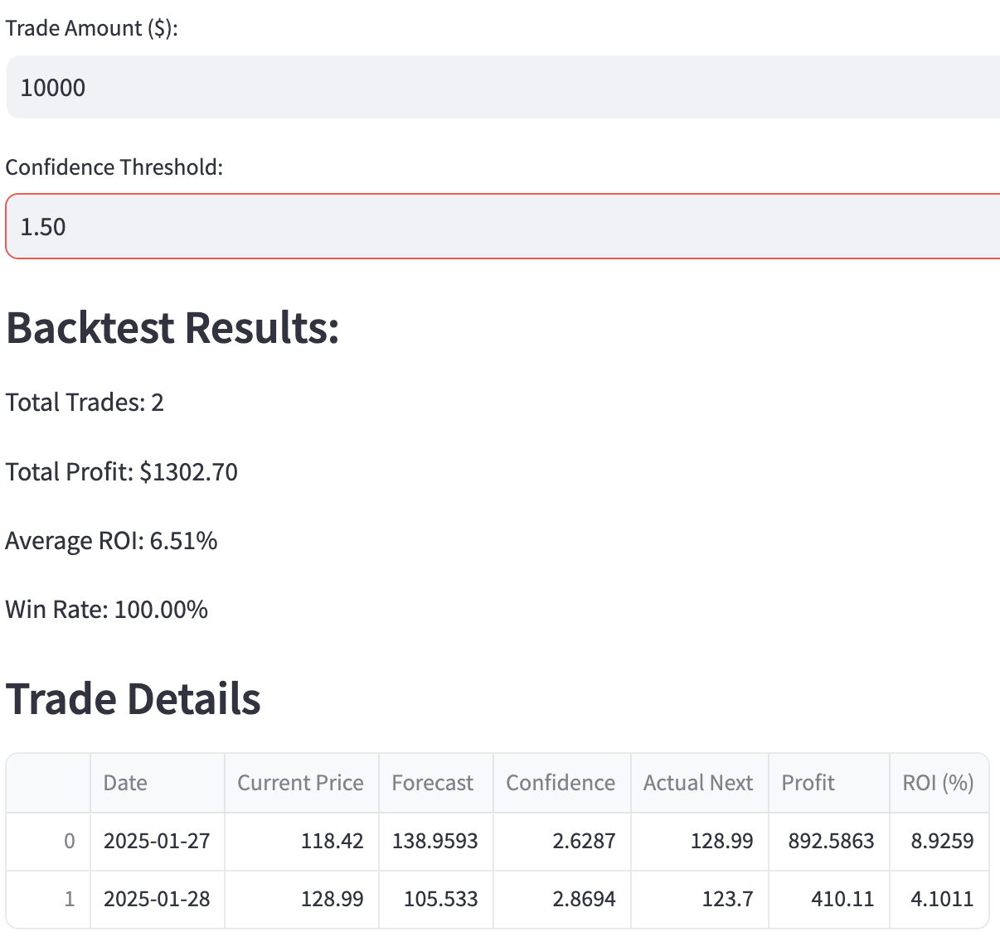 Trade Amount ($):
10000
Confidence Threshold:
1.50
Backtest Results:
Total Trades: 2
Total Profit: $1302.70
Average ROI: 6.51%
Win Rate: 100.00%
Trade Details
Date Current Price Forecast Confidence Actual Next Profit ROI (%)
0 2025-01-27 118.42 138.9593 2.6287 128.99 892.5863 8.9259
1 2025-01-28 128.99 105.533 2.8694 123.7 410.11 4.1011